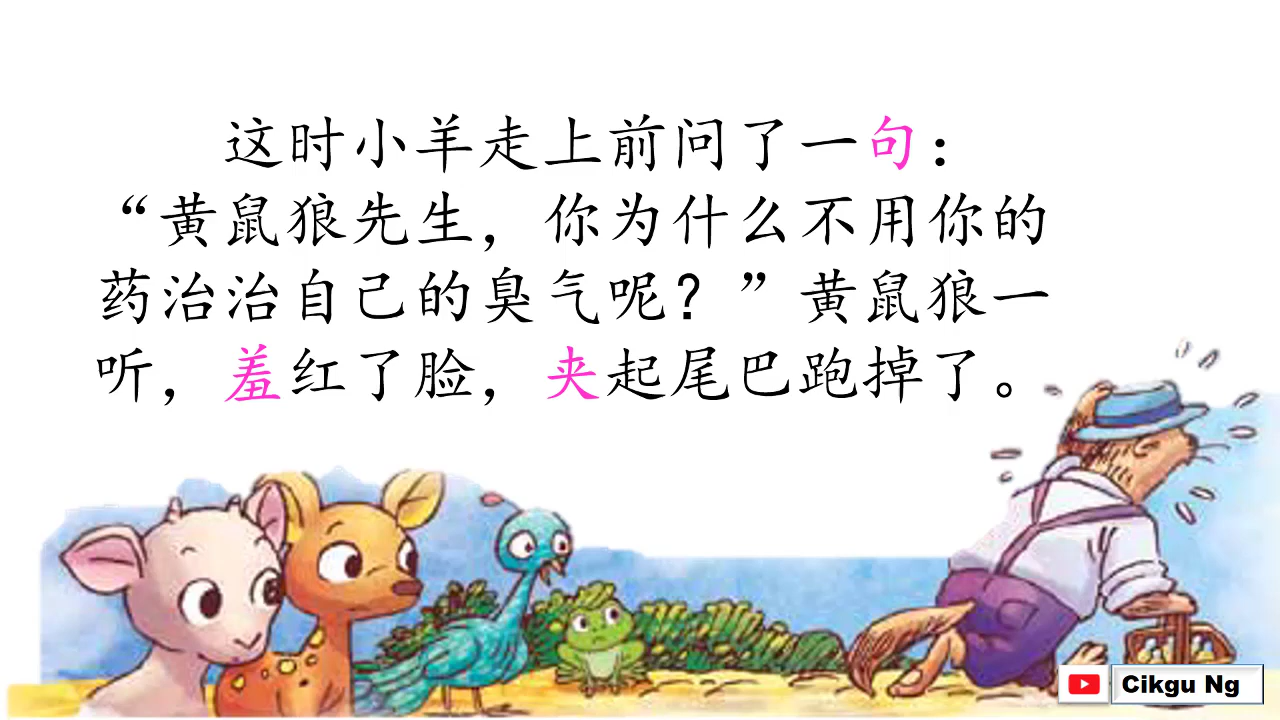 这时小羊走上前问了一句：
“黄鼠狼先生，你为什么不用你的
药治治自己的臭气呢？”黄鼠狼一
听，羞红了脸，夹起尾巴跑掉了。
Cikgu Ng